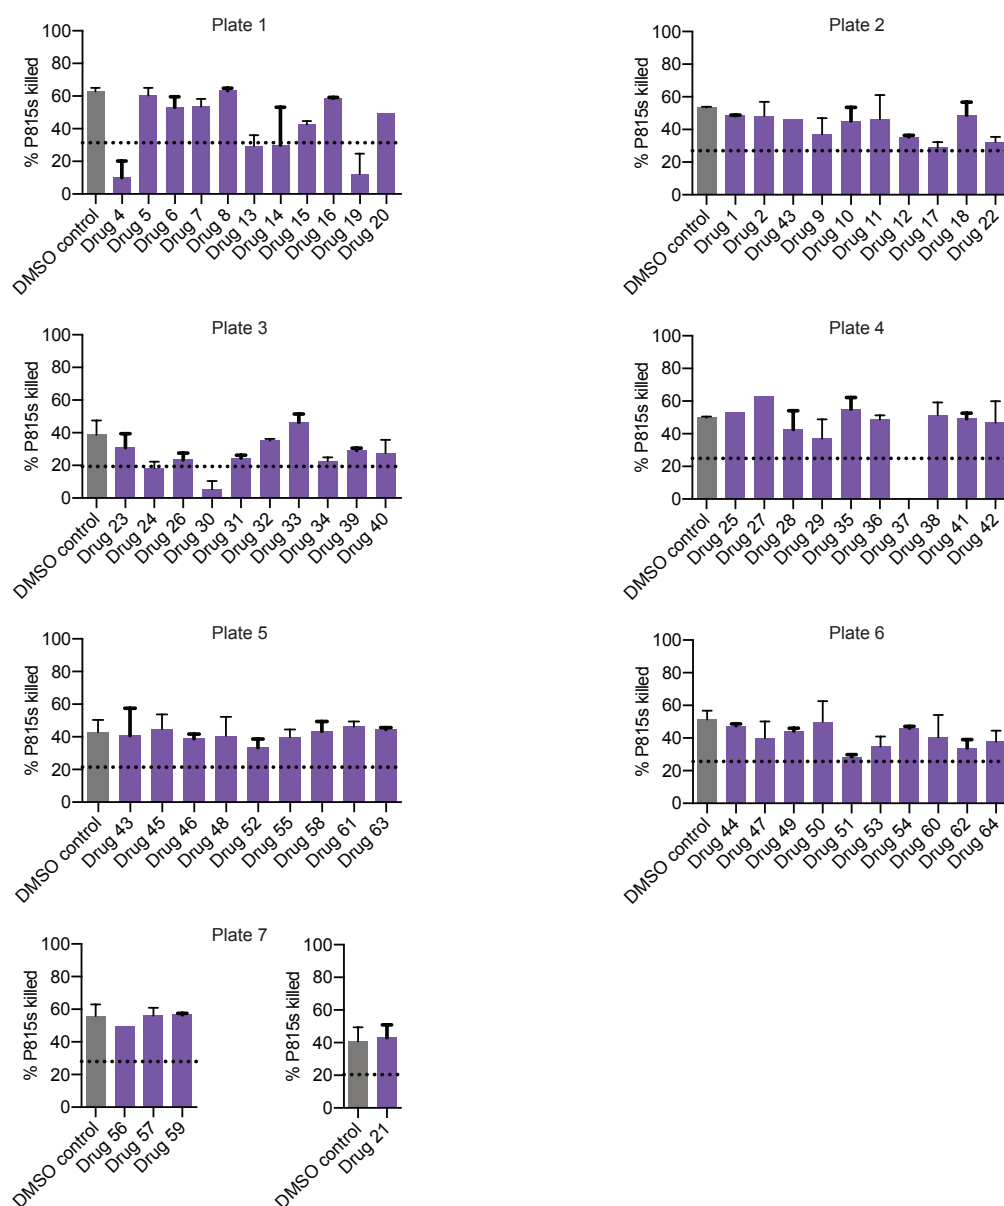 Plate 1
% P815s killed
100
80
60
40
20
0
DMSO control
Drug 4
Drug 5
Drug 6
Drug 7
Drug 8
Drug 13
Drug 14
Drug 15
Drug 16
Drug 19
Drug 20
Plate 2
% P815s killed
100
80
60
40
20
0
DMSO control
Drug 1
Drug 2
Drug 43
Drug 9
Drug 10
Drug 11
Drug 12
Drug 17
Drug 18
Drug 22
Plate 3
% P815s killed
100
80
60
40
20
0
DMSO control
Drug 23
Drug 24
Drug 26
Drug 30
Drug 31
Drug 32
Drug 33
Drug 34
Drug 39
Drug 40
Plate 4
% P815s killed
100
80
60
40
20
0
DMSO control
Drug 25
Drug 27
Drug 28
Drug 29
Drug 35
Drug 36
Drug 37
Drug 38
Drug 41
Drug 42
Plate 5
% P815s killed
100
80
60
40
20
0
DMSO control
Drug 43
Drug 45
Drug 46
Drug 48
Drug 52
Drug 55
Drug 58
Drug 61
Drug 63
Plate 6
% P815s killed
100
80
60
40
20
0
DMSO control
Drug 44
Drug 47
Drug 49
Drug 50
Drug 51
Drug 53
Drug 54
Drug 60
Drug 62
Drug 64
Plate 7
% P815s killed
100
80
60
40
20
0
DMSO control
Drug 56
Drug 57
Drug 59
% P815s killed
100
80
60
40
20
0
DMSO control
Drug 21